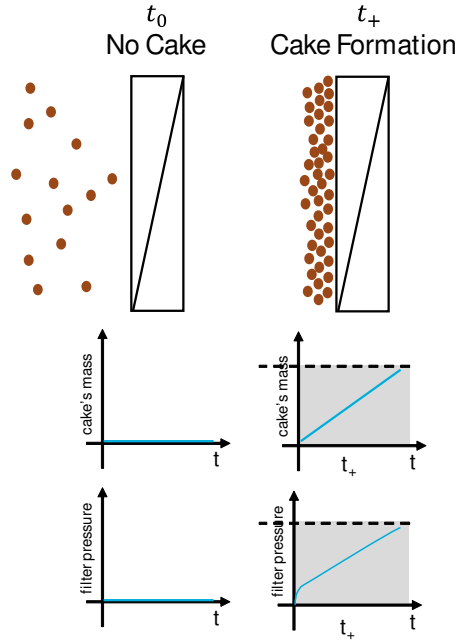 t₀
No Cake
t₊
Cake Formation
cake's mass
t
cake's mass
t₊
t
filter pressure
t
filter pressure
t₊
t